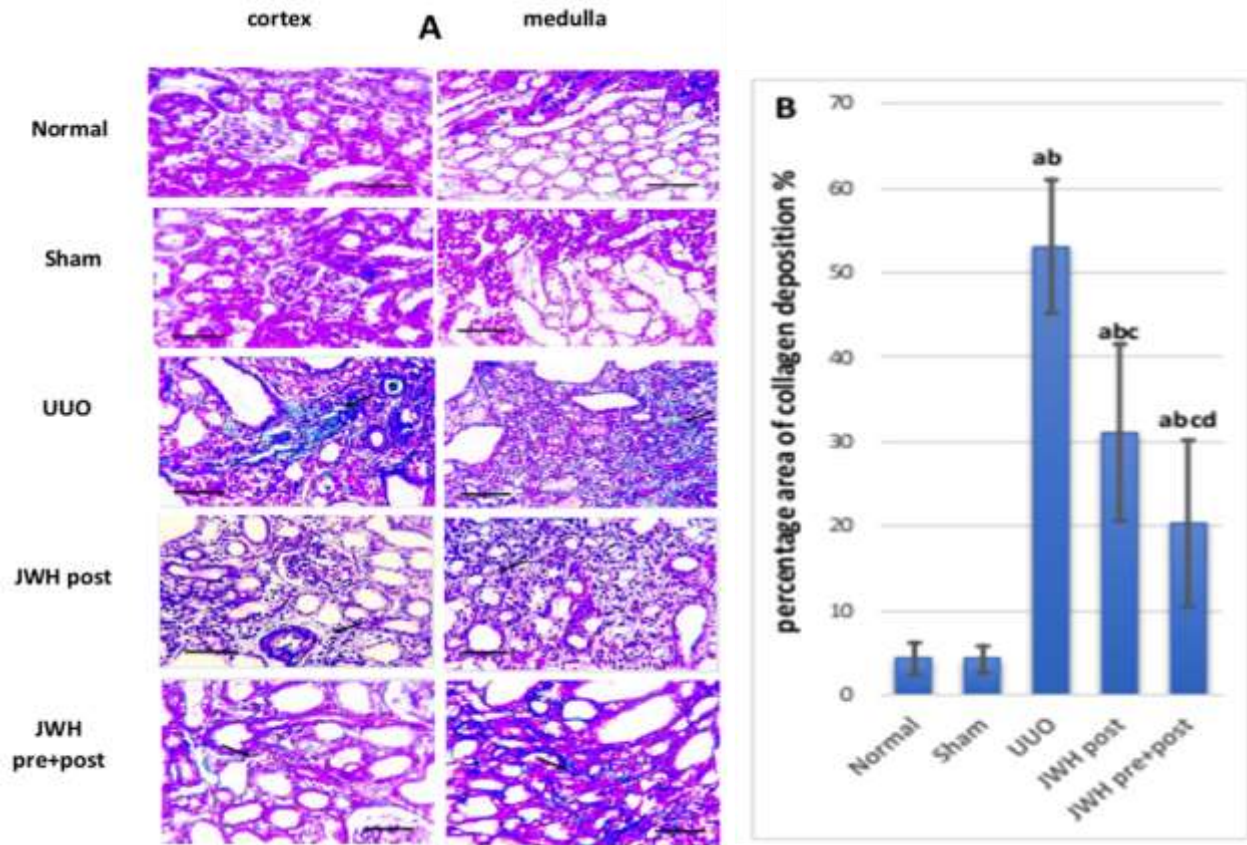 cortex
A
medulla
Normal
Sham
UUO
JWH post
JWH
pre+post
B
percentage area of collagen deposition %
70
60
50
40
30
20
10
0
ab
abc
abcd
Normal
Sham
UUO
JWH post
JWH pre+post